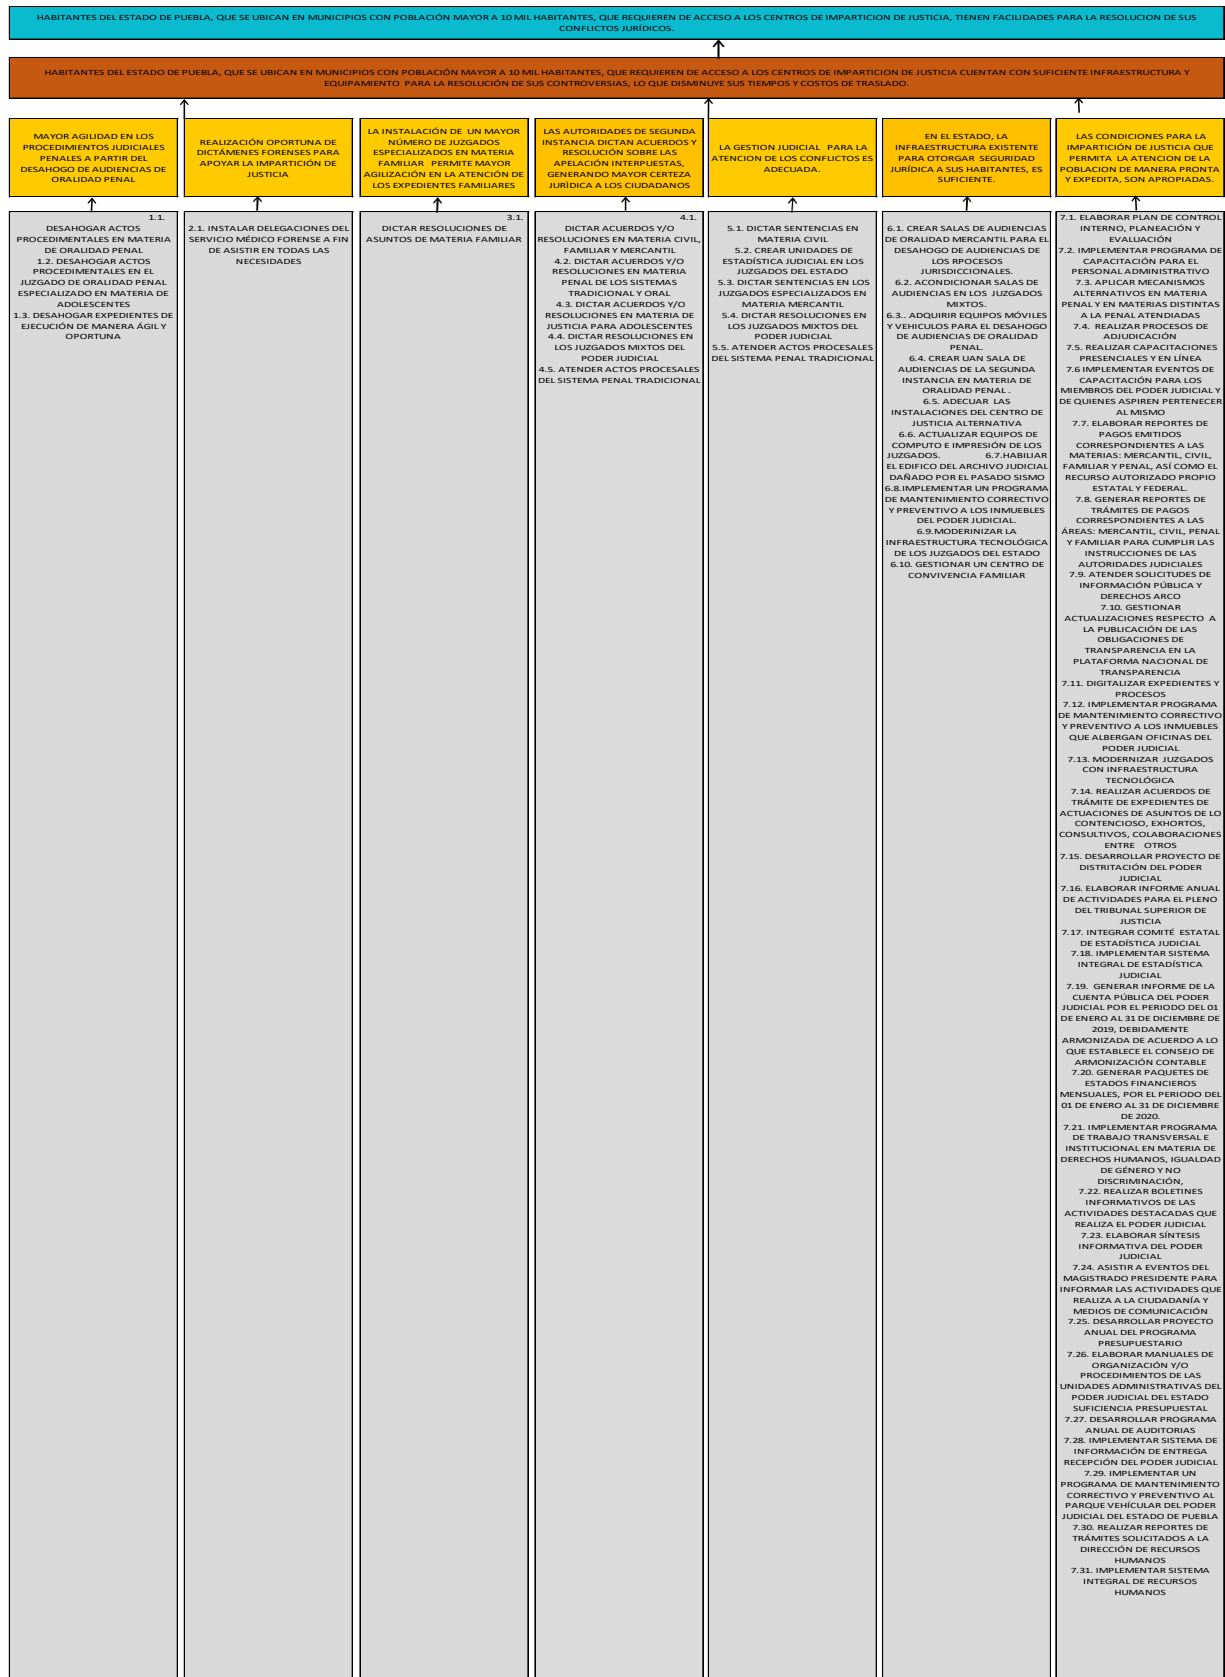 HABITANTES DEL ESTADO DE PUEBLA, QUE SE UBICAN EN MUNICIPIOS CON POBLACIÓN MAYOR A 10 MIL HABITANTES, QUE REQUIEREN DE ACCESO A LOS CENTROS DE IMPARTICION DE JUSTICIA, TIENEN FACILIDADES PARA LA RESOLUCION DE SUS
CONFLICTOS JURÍDICOS.
HABITANTES DEL ESTADO DE PUEBLA, QUE SE UBICAN EN MUNICIPIOS CON POBLACIÓN MAYOR A 10 MIL HABITANTES, QUE REQUIEREN DE ACCESO A LOS CENTROS DE IMPARTICION DE JUSTICIA CUENTAN CON SUFICIENTE INFRAESTRUCTURA Y
EQUIPAMIENTO PARA LA RESOLUCIÓN DE SUS CONTROVERSIAS, LO QUE DISMINUYE SUS TIEMPOS Y COSTOS DE TRASLADO.
MAYOR AGILIDAD EN LOS
PROCEDIMIENTOS JUDICIALES
PENALES A PARTIR DEL
DESAHOGO DE AUDIENCIAS DE
ORALIDAD PENAL
REALIZACIÓN OPORTUNA DE
DICTÁMENES FORENSES PARA
APOYAR LA IMPARTICIÓN DE
JUSTICIA
LA INSTALACIÓN DE UN MAYOR
NÚMERO DE JUZGADOS
ESPECIALIZADOS EN MATERIA
FAMILIAR PERMITE MAYOR
AGILIZACIÓN EN LA ATENCIÓN DE
LOS EXPEDIENTES FAMILIARES
LAS AUTORIDADES DE SEGUNDA
INSTANCIA DICTAN ACUERDOS Y
RESOLUCIÓN SOBRE LAS
APELACIÓN INTERPUESTAS,
GENERANDO MAYOR CERTEZA
JURÍDICA A LOS CIUDADANOS
LA GESTION JUDICIAL PARA LA
ATENCION DE LOS CONFLICTOS ES
ADECUADA.
EN EL ESTADO, LA
INFRAESTRUCTURA EXISTENTE
PARA OTORGAR SEGURIDAD
JURÍDICA A SUS HABITANTES, ES
SUFICIENTE.
LAS CONDICIONES PARA LA
IMPARTICIÓN DE JUSTICIA QUE
PERMITA LA ATENCION DE LA
POBLACION DE MANERA PRONTA
Y EXPEDITA, SON APROPIADAS.
1.1.
DESAHOGAR ACTOS
PROCEDIMENTALES EN MATERIA
DE ORALIDAD PENAL
1.2. DESAHOGAR ACTOS
PROCEDIMENTALES EN EL
JUZGADO DE ORALIDAD PENAL
ESPECIALIZADO EN MATERIA DE
ADOLESCENTES
1.3. DESAHOGAR EXPEDIENTES DE
EJECUCIÓN DE MANERA ÁGIL Y
OPORTUNA
2.1. INSTALAR DELEGACIONES DEL
SERVICIO MÉDICO FORENSE A FIN
DE ASISTIR EN TODAS LAS
NECESIDADES
3.1.
DICTAR RESOLUCIONES DE
ASUNTOS DE MATERIA FAMILIAR
4.1.
DICTAR ACUERDOS Y/O
RESOLUCIONES EN MATERIA CIVIL,
FAMILIAR Y MERCANTIL
4.2. DICTAR ACUERDOS Y/O
RESOLUCIONES EN MATERIA
PENAL DE LOS SISTEMAS
TRADICIONAL Y ORAL
4.3. DICTAR ACUERDOS Y/O
RESOLUCIONES EN MATERIA DE
JUSTICIA PARA ADOLESCENTES
4.4. DICTAR RESOLUCIONES EN
LOS JUZGADOS MIXTOS DEL
PODER JUDICIAL
4.5. ATENDER ACTOS PROCESALES
DEL SISTEMA PENAL TRADICIONAL
5.1. DICTAR SENTENCIAS EN
MATERIA CIVIL
5.2. CREAR UNIDADES DE
ESTADÍSTICA JUDICIAL EN LOS
JUZGADOS DEL ESTADO
5.3. DICTAR SENTENCIAS EN LOS
JUZGADOS ESPECIALIZADOS EN
MATERIA MERCANTIL
5.4. DICTAR RESOLUCIONES EN
LOS JUZGADOS MIXTOS DEL
PODER JUDICIAL
5.5. ATENDER ACTOS PROCESALES
DEL SISTEMA PENAL TRADICIONAL
6.1. CREAR SALAS DE AUDIENCIAS
DE ORALIDAD MERCANTIL PARA EL
DESAHOGO DE AUDIENCIAS DE
LOS RPOCESOS
JURISDICCIONALES.
6.2. ACONDICIONAR SALAS DE
AUDIENCIAS EN LOS JUZGADOS
MIXTOS.
6.3.. ADQUIRIR EQUIPOS MÓVILES
Y VEHICULOS PARA EL DESAHOGO
DE AUDIENCIAS DE ORALIDAD
PENAL.
6.4. CREAR UAN SALA DE
AUDIENCIAS DE LA SEGUNDA
INSTANCIA EN MATERIA DE
ORALIDAD PENAL .
6.5. ADECUAR LAS
INSTALACIONES DEL CENTRO DE
JUSTICIA ALTERNATIVA
6.6. ACTUALIZAR EQUIPOS DE
COMPUTO E IMPRESIÓN DE LOS
JUZGADOS. 6.7.HABILIAR
EL EDIFICO DEL ARCHIVO JUDICIAL
DAÑADO POR EL PASADO SISMO
6.8.IMPLEMENTAR UN PROGRAMA
DE MANTENIMIENTO CORRECTIVO
Y PREVENTIVO A LOS INMUEBLES
DEL PODER JUDICIAL.
6.9.MODERINIZAR LA
INFRAESTRUCTURA TECNOLÓGICA
DE LOS JUZGADOS DEL ESTADO
6.10. GESTIONAR UN CENTRO DE
CONVIVENCIA FAMILIAR
7.1. ELABORAR PLAN DE CONTROL
INTERNO, PLANEACIÓN Y
EVALUACIÓN
7.2. IMPLEMENTAR PROGRAMA DE
CAPACITACIÓN PARA EL
PERSONAL ADMINISTRATIVO
7.3. APLICAR MECANISMOS
ALTERNATIVOS EN MATERIA
PENAL Y EN MATERIAS DISTINTAS
A LA PENAL ATENDIADAS
7.4. REALIZAR PROCESOS DE
ADJUDICACIÓN
7.5. REALIZAR CAPACITACIONES
PRESENCIALES Y EN LÍNEA
7.6 IMPLEMENTAR EVENTOS DE
CAPACITACIÓN PARA LOS
MIEMBROS DEL PODER JUDICIAL Y
DE QUIENES ASPIREN PERTENECER
AL MISMO
7.7. ELABORAR REPORTES DE
PAGOS EMITIDOS
CORRESPONDIENTES A LAS
MATERIAS: MERCANTIL, CIVIL,
FAMILIAR Y PENAL, ASÍ COMO EL
RECURSO AUTORIZADO PROPIO
ESTATAL Y FEDERAL.
7.8. GENERAR REPORTES DE
TRÁMITES DE PAGOS
CORRESPONDIENTES A LAS
ÁREAS: MERCANTIL, CIVIL, PENAL
Y FAMILIAR PARA CUMPLIR LAS
INSTRUCCIONES DE LAS
AUTORIDADES JUDICIALES
7.9. ATENDER SOLICITUDES DE
INFORMACIÓN PÚBLICA Y
DERECHOS ARCO
7.10. GESTIONAR
ACTUALIZACIONES RESPECTO A
LA PUBLICACIÓN DE LAS
OBLIGACIONES DE
TRANSPARENCIA EN LA
PLATAFORMA NACIONAL DE
TRANSPARENCIA
7.11. DIGITALIZAR EXPEDIENTES Y
PROCESOS
7.12. IMPLEMENTAR PROGRAMA
DE MANTENIMIENTO CORRECTIVO
Y PREVENTIVO A LOS INMUEBLES
QUE ALBERGAN OFICINAS DEL
PODER JUDICIAL
7.13. MODERNIZAR JUZGADOS
CON INFRAESTRUCTURA
TECNOLÓGICA
7.14. REALIZAR ACUERDOS DE
TRÁMITE DE EXPEDIENTES DE
ACTUACIONES DE ASUNTOS DE LO
CONTENCIOSO, EXHORTOS,
CONSULTIVOS, COLABORACIONES
ENTRE OTROS
7.15. DESARROLLAR PROYECTO DE
DISTRITACIÓN DEL PODER
JUDICIAL
7.16. ELABORAR INFORME ANUAL
DE ACTIVIDADES PARA EL PLENO
DEL TRIBUNAL SUPERIOR DE
JUSTICIA
7.17. INTEGRAR COMITÉ ESTATAL
DE ESTADÍSTICA JUDICIAL
7.18. IMPLEMENTAR SISTEMA
INTEGRAL DE ESTADÍSTICA
JUDICIAL
7.19. GENERAR INFORME DE LA
CUENTA PÚBLICA DEL PODER
JUDICIAL POR EL PERIODO DEL 01
DE ENERO AL 31 DE DICIEMBRE DE
2019, DEBIDAMENTE
ARMONIZADA DE ACUERDO A LO
QUE ESTABLECE EL CONSEJO DE
ARMONIZACIÓN CONTABLE
7.20. GENERAR PAQUETES DE
ESTADOS FINANCIEROS
MENSUALES, POR EL PERIODO DEL
01 DE ENERO AL 31 DE DICIEMBRE
DE 2020.
7.21. IMPLEMENTAR PROGRAMA
DE TRABAJO TRANSVERSAL E
INSTITUCIONAL EN MATERIA DE
DERECHOS HUMANOS, IGUALDAD
DE GÉNERO Y NO
DISCRIMINACIÓN,
7.22. REALIZAR BOLETINES
INFORMATIVOS DE LAS
ACTIVIDADES DESTACADAS QUE
REALIZA EL PODER JUDICIAL
7.23. ELABORAR SÍNTESIS
INFORMATIVA DEL PODER
JUDICIAL
7.24. ASISTIR A EVENTOS DEL
MAGISTRADO PRESIDENTE PARA
INFORMAR LAS ACTIVIDADES QUE
REALIZA A LA CIUDADANÍA Y
MEDIOS DE COMUNICACIÓN
7.25. DESARROLLAR PROYECTO
ANUAL DEL PROGRAMA
PRESUPUESTARIO
7.26. ELABORAR MANUALES DE
ORGANIZACIÓN Y/O
PROCEDIMIENTOS DE LAS
UNIDADES ADMINISTRATIVAS DEL
PODER JUDICIAL DEL ESTADO
SUFICIENCIA PRESUPUESTAL
7.27. DESARROLLAR PROGRAMA
ANUAL DE AUDITORIAS
7.28. IMPLEMENTAR SISTEMA DE
INFORMACIÓN DE ENTREGA
RECEPCIÓN DEL PODER JUDICIAL
7.29. IMPLEMENTAR UN
PROGRAMA DE MANTENIMIENTO
CORRECTIVO Y PREVENTIVO AL
PARQUE VEHÍCULAR DEL PODER
JUDICIAL DEL ESTADO DE PUEBLA
7.30. REALIZAR REPORTES DE
TRÁMITES SOLICITADOS A LA
DIRECCIÓN DE RECURSOS
HUMANOS
7.31. IMPLEMENTAR SISTEMA
INTEGRAL DE RECURSOS
HUMANOS